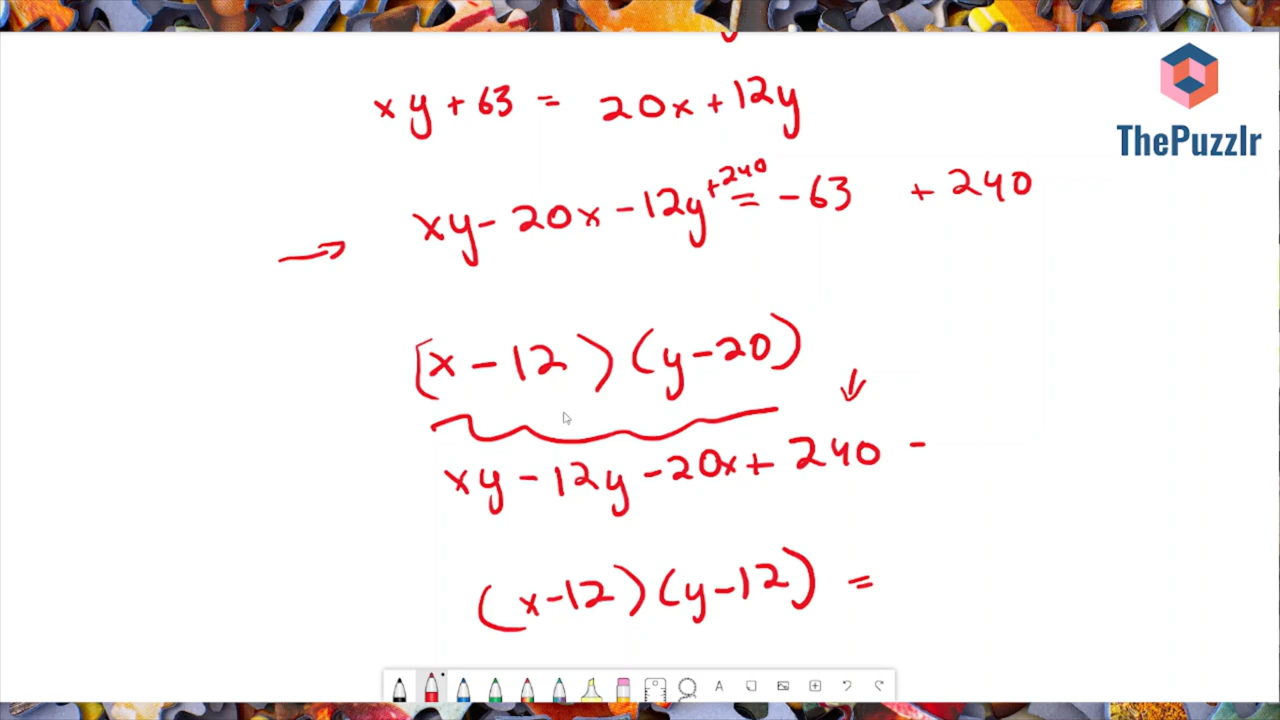 ThePuzzlr
xy + 63 = 20x + 12y
xy - 20x - 12y + 240 = - 63 + 240
(x - 12) (y - 20)
xy - 12y - 20x + 240 -
(x - 12) (y - 12) =
A